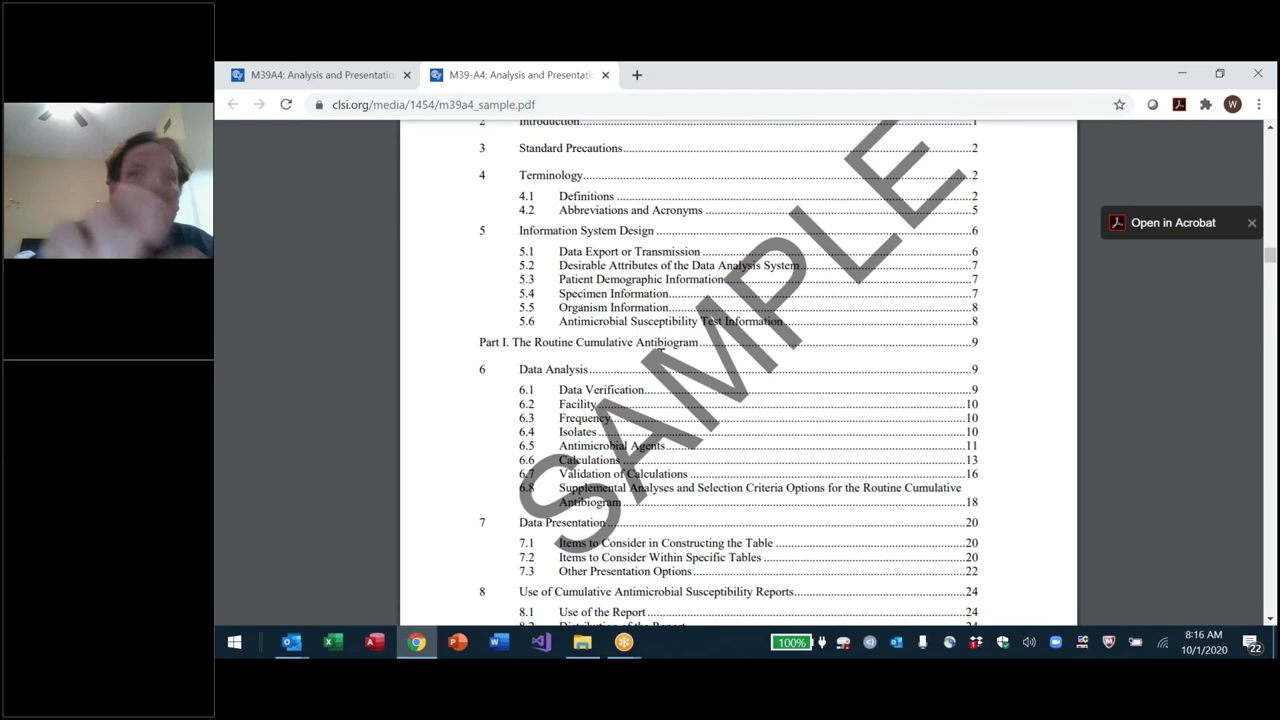 M39A4: Analysis and Presentatio
M39-A4: Analysis and Presentati
clsi.org/media/1454/m39a4_sample.pdf
W
Open in Acrobat
SAMPLE
2 Introduction 1
3 Standard Precautions 2
4 Terminology 2
4.1 Definitions 2
4.2 Abbreviations and Acronyms 5
5 Information System Design 6
5.1 Data Export or Transmission 6
5.2 Desirable Attributes of the Data Analysis System 7
5.3 Patient Demographic Information 7
5.4 Specimen Information 7
5.5 Organism Information 8
5.6 Antimicrobial Susceptibility Test Information 8
Part I. The Routine Cumulative Antibiogram 9
6 Data Analysis 9
6.1 Data Verification 9
6.2 Facility 10
6.3 Frequency 10
6.4 Isolates 10
6.5 Antimicrobial Agents 11
6.6 Calculations 13
6.7 Validation of Calculations 16
6.8 Supplemental Analyses and Selection Criteria Options for the Routine Cumulative
Antibiogram 18
7 Data Presentation 20
7.1 Items to Consider in Constructing the Table 20
7.2 Items to Consider Within Specific Tables 20
7.3 Other Presentation Options 22
8 Use of Cumulative Antimicrobial Susceptibility Reports 24
8.1 Use of the Report 24
8.2 Distribution of the Report 24
100%
8:16 AM
10/1/2020
22